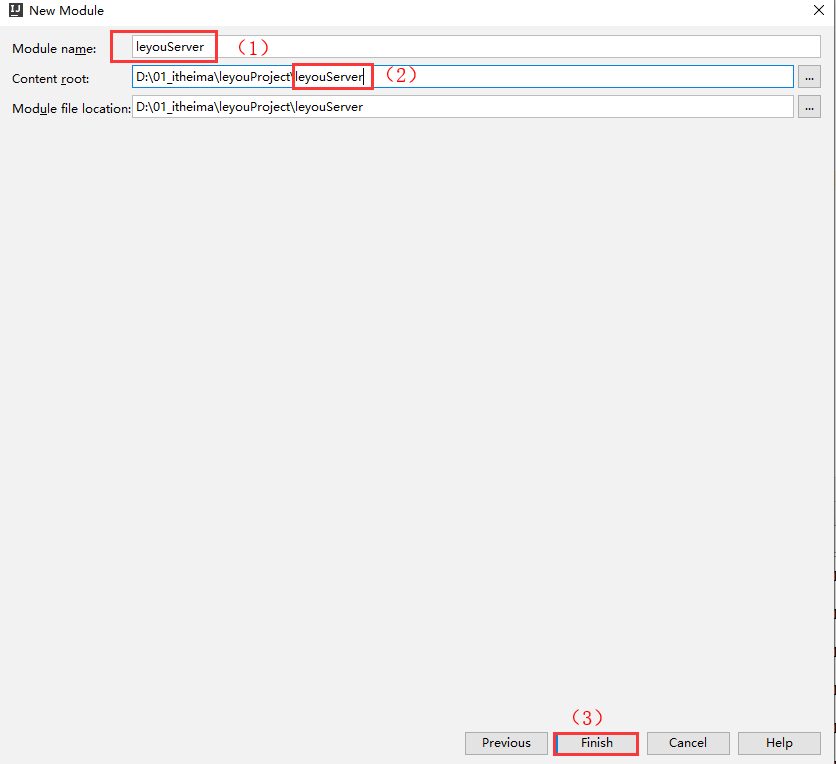 IJ New Module
Module name: leyouServer （1）
Content root: D:\01_itheima\leyouProject\leyouServer ... （2）
Module file location: D:\01_itheima\leyouProject\leyouServer ...
（3）
Previous Finish Cancel Help